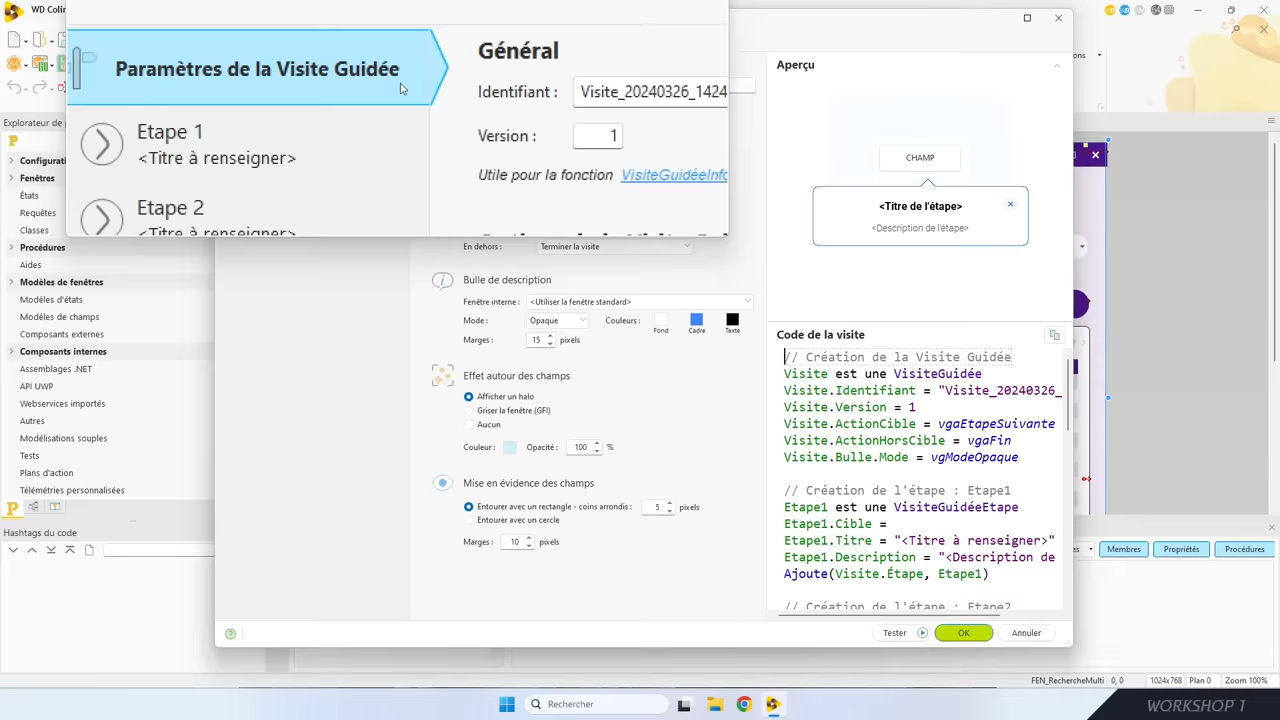 WD Colim
Paramètres de la Visite Guidée
Etape 1
<Titre à renseigner>
Etape 2
<Titre à renseigner>
Général
Identifiant :
Visite_20240326_1424
Version :
1
Utile pour la fonction VisiteGuidéeInfo
En dehors :
Terminer la visite
Bulle de description
Fenêtre interne :
<Utiliser la fenêtre standard>
Mode :
Opaque
Couleurs :
Fond
Cadre
Texte
Marges :
15
pixels
Effet autour des champs
Afficher un halo
Griser la fenêtre (GFI)
Aucun
Couleur :
Opacité :
100
%
Mise en évidence des champs
Entourer avec un rectangle - coins arrondis :
5
pixels
Entourer avec un cercle
Marges :
10
pixels
Aperçu
CHAMP
<Titre de l'étape>
<Description de l'étape>
Code de la visite
// Création de la Visite Guidée
Visite est une VisiteGuidée
Visite.Identifiant = "Visite_20240326_
Visite.Version = 1
Visite.ActionCible = vgaEtapeSuivante
Visite.ActionHorsCible = vgaFin
Visite.Bulle.Mode = vgModeOpaque
// Création de l'étape : Etape1
Etape1 est une VisiteGuidéeEtape
Etape1.Cible =
Etape1.Titre = "<Titre à renseigner>"
Etape1.Description = "<Description de
Ajoute(Visite.Étape, Etape1)
// Création de l'étape : Etape2
Tester
OK
Annuler
Explorateur de
Configurati
Fenêtres
États
Requêtes
Classes
Procédures
Aides
Modèles de fenêtres
Modèles d'états
Modèles de champs
Composants externes
Composants internes
Assemblages .NET
API UWP
Webservices importés
Autres
Modélisations souples
Tests
Plans d'action
Télémétries personnalisées
Hashtags du code
Membres
Propriétés
Procédures
FEN_RechercheMulti
0, 0
1024x768
Plan 0
Zoom 100%
Rechercher
WORKSHOP 1